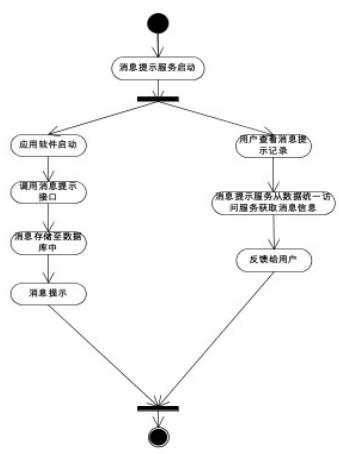 消息提示服务启动
应用软件启动
调用消息提示
接口
消息存储至数据
库中
消息提示
用户查看消息提
示记录
消息提示服务从数据统一访
问服务获取消息信息
反馈给用户